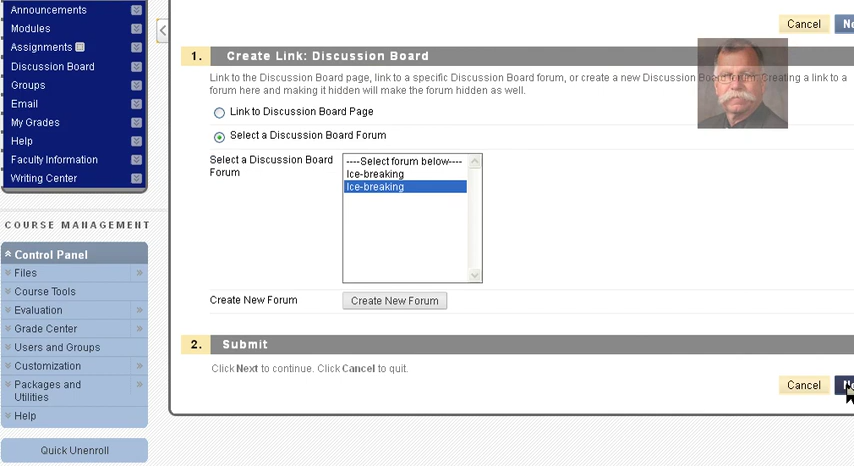 Announcements
Modules
Assignments
Discussion Board
Groups
Email
My Grades
Help
Faculty Information
Writing Center
COURSE MANAGEMENT
Control Panel
Files
Course Tools
Evaluation
Grade Center
Users and Groups
Customization
Packages and
Utilities
Help
Quick Unenroll
Cancel
1. Create Link: Discussion Board
Link to the Discussion Board page, link to a specific Discussion Board forum, or create a new Discussion Board forum. Creating a link to a
forum here and making it hidden will make the forum hidden as well.
Link to Discussion Board Page
Select a Discussion Board Forum
Select a Discussion Board
Forum
----Select forum below----
Ice-breaking
Ice-breaking
Create New Forum Create New Forum
2. Submit
Click Next to continue. Click Cancel to quit.
Cancel